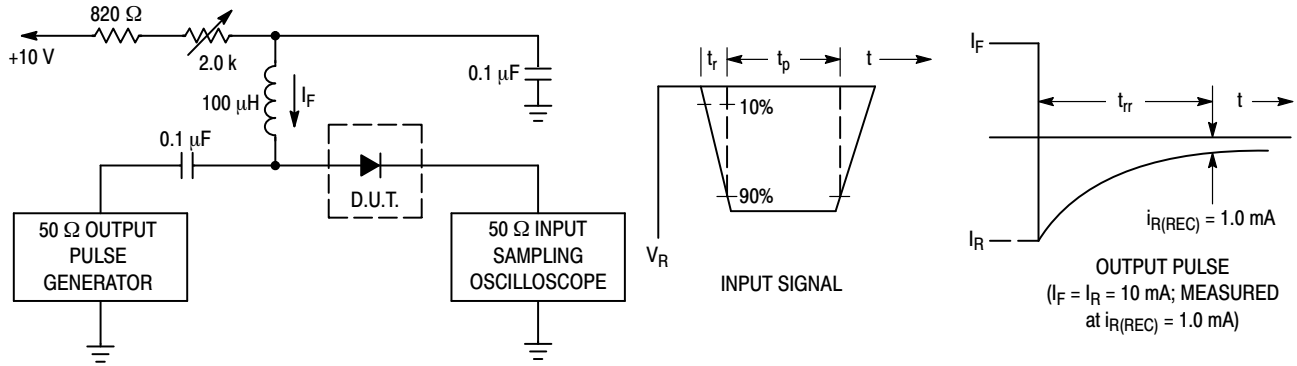 820 Ω
+10 V
2.0 k
0.1 μF
100 μH
I_F
0.1 μF
D.U.T.
50 Ω OUTPUT
PULSE
GENERATOR
50 Ω INPUT
SAMPLING
OSCILLOSCOPE
t_r
t_p
t
10%
90%
V_R
INPUT SIGNAL
I_F
t_rr
t
I_R
i_R(REC) = 1.0 mA
OUTPUT PULSE
(I_F = I_R = 10 mA; MEASURED
at i_R(REC) = 1.0 mA)